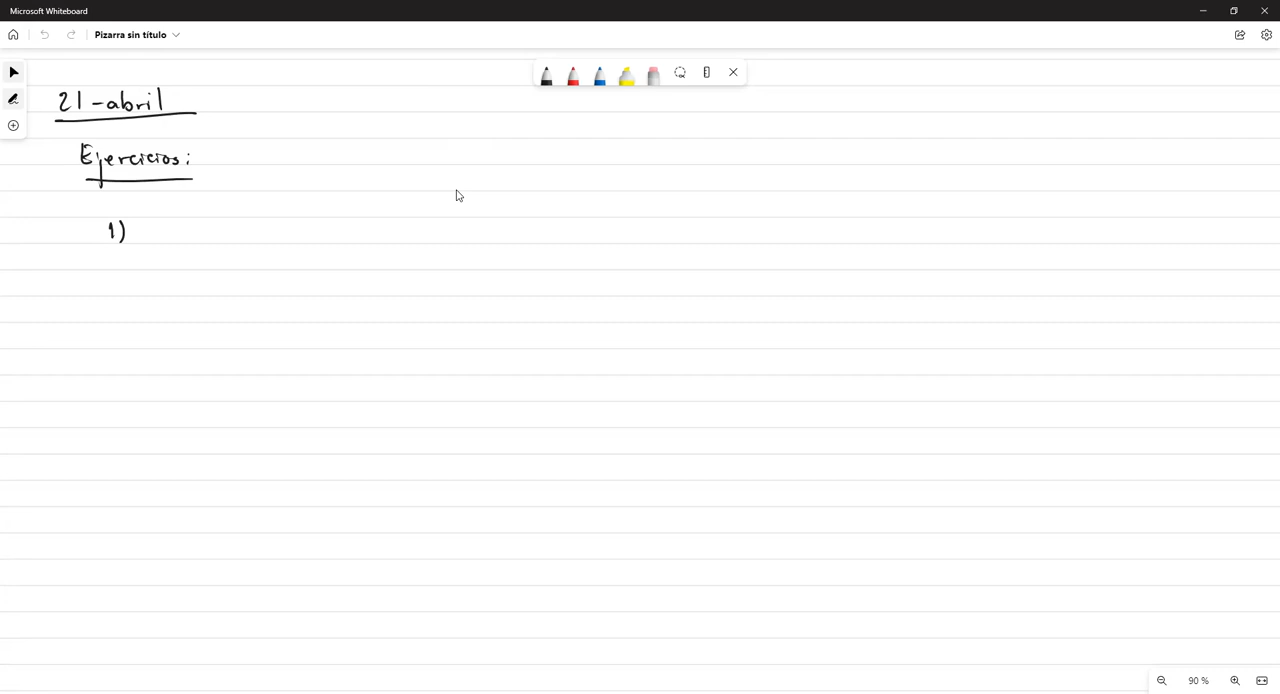 Microsoft Whiteboard
Pizarra sin título
21-abril
Ejercicios:
1)
90 %